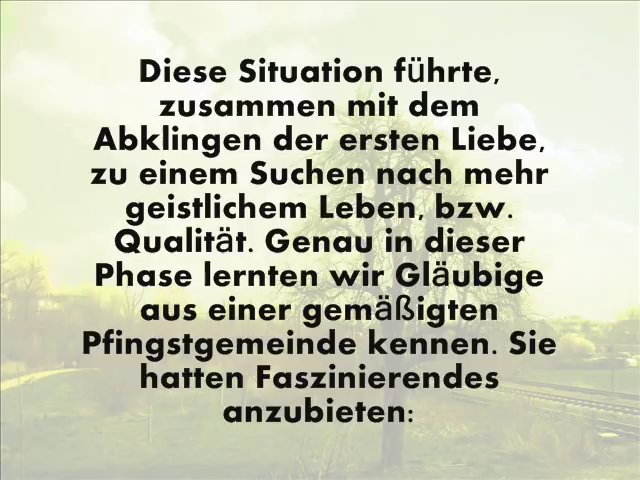 Diese Situation führte,
zusammen mit dem
Abklingen der ersten Liebe,
zu einem Suchen nach mehr
geistlichem Leben, bzw.
Qualität. Genau in dieser
Phase lernten wir Gläubige
aus einer gemäßigten
Pfingstgemeinde kennen. Sie
hatten Faszinierendes
anzubieten: